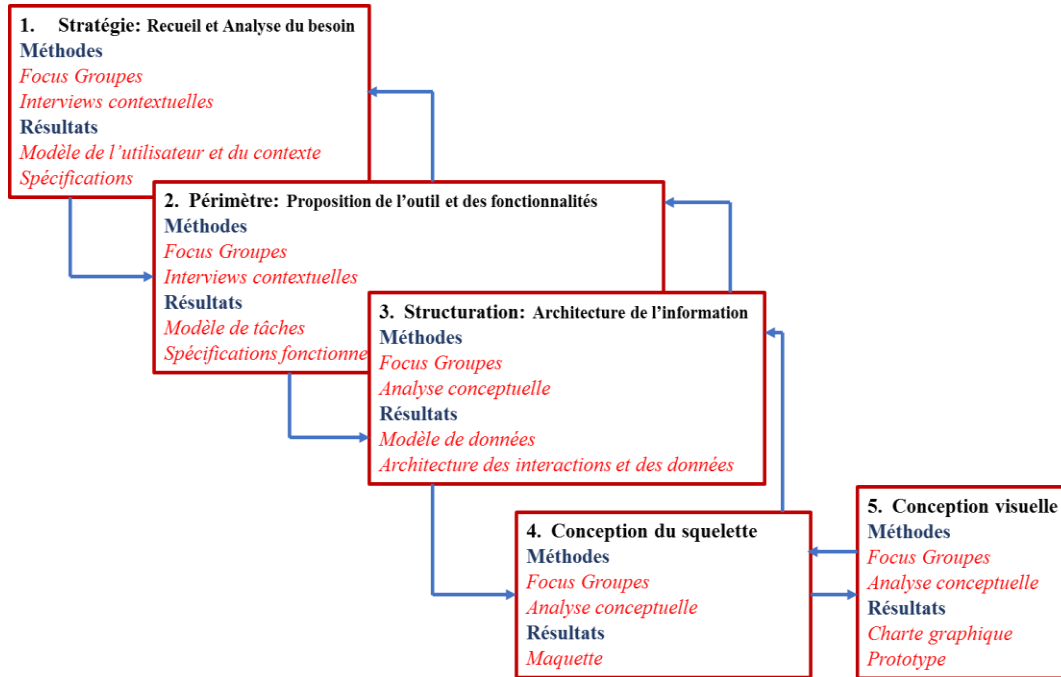 1. Stratégie: Recueil et Analyse du besoin
Méthodes
Focus Groupes
Interviews contextuelles
Résultats
Modèle de l’utilisateur et du contexte
Spécifications
2. Périmètre: Proposition de l’outil et des fonctionnalités
Méthodes
Focus Groupes
Interviews contextuelles
Résultats
Modèle de tâches
Spécifications fonctionne
3. Structuration: Architecture de l’information
Méthodes
Focus Groupes
Analyse conceptuelle
Résultats
Modèle de données
Architecture des interactions et des données
4. Conception du squelette
Méthodes
Focus Groupes
Analyse conceptuelle
Résultats
Maquette
5. Conception visuelle
Méthodes
Focus Groupes
Analyse conceptuelle
Résultats
Charte graphique
Prototype